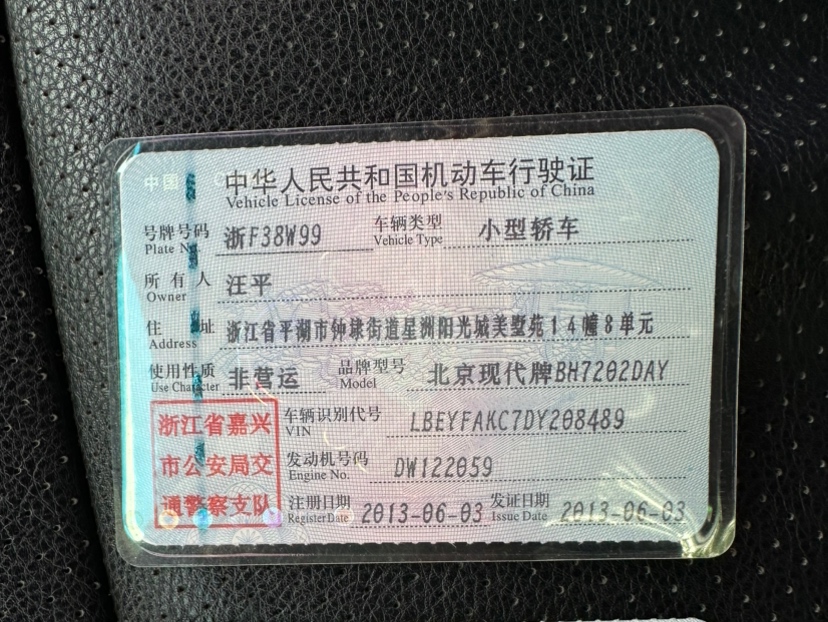 中国
中华人民共和国机动车行驶证
Vehicle License of the People's Republic of China
号牌号码 浙F38W99 车辆类型 小型轿车
Plate No. Vehicle Type
所有人 汪平
Owner
住址 浙江省平湖市钟埭街道星洲阳光城美墅苑14幢8单元
Address
使用性质 非营运 品牌型号 北京现代牌BH7202DAY
Use Character Model
浙江省嘉兴 车辆识别代号 LBEYFAKC7DY208489
VIN
市公安局交 发动机号码 DW122059
Engine No.
通警察支队 注册日期 2013-06-03 发证日期 2013-06-03
Register Date Issue Date